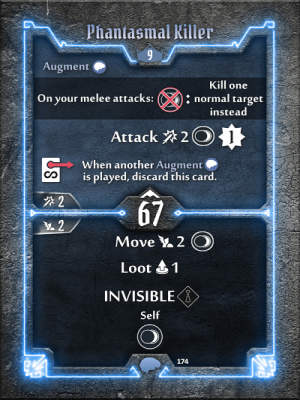 Phantasmal Killer
9
Augment
On your melee attacks: : Kill one
normal target
instead
Attack 2 1
When another Augment
is played, discard this card.
2
67
2
Move 2
Loot 1
INVISIBLE
Self
174